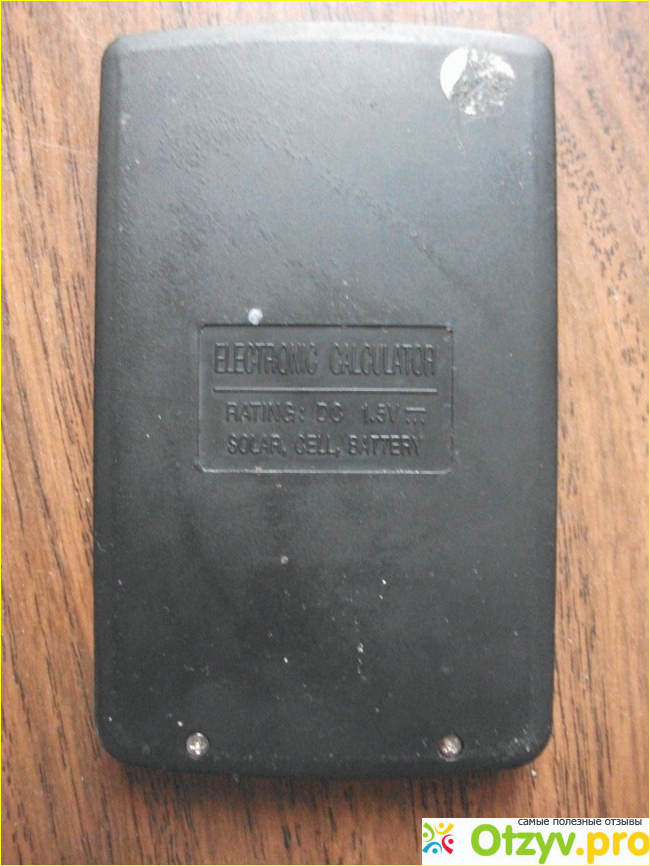 ELECTRONIC CALCULATOR
RATING: DC 1.5V ⎓
SOLAR, CELL, BATTERY
самые полезные отзывы
Otzyv.pro